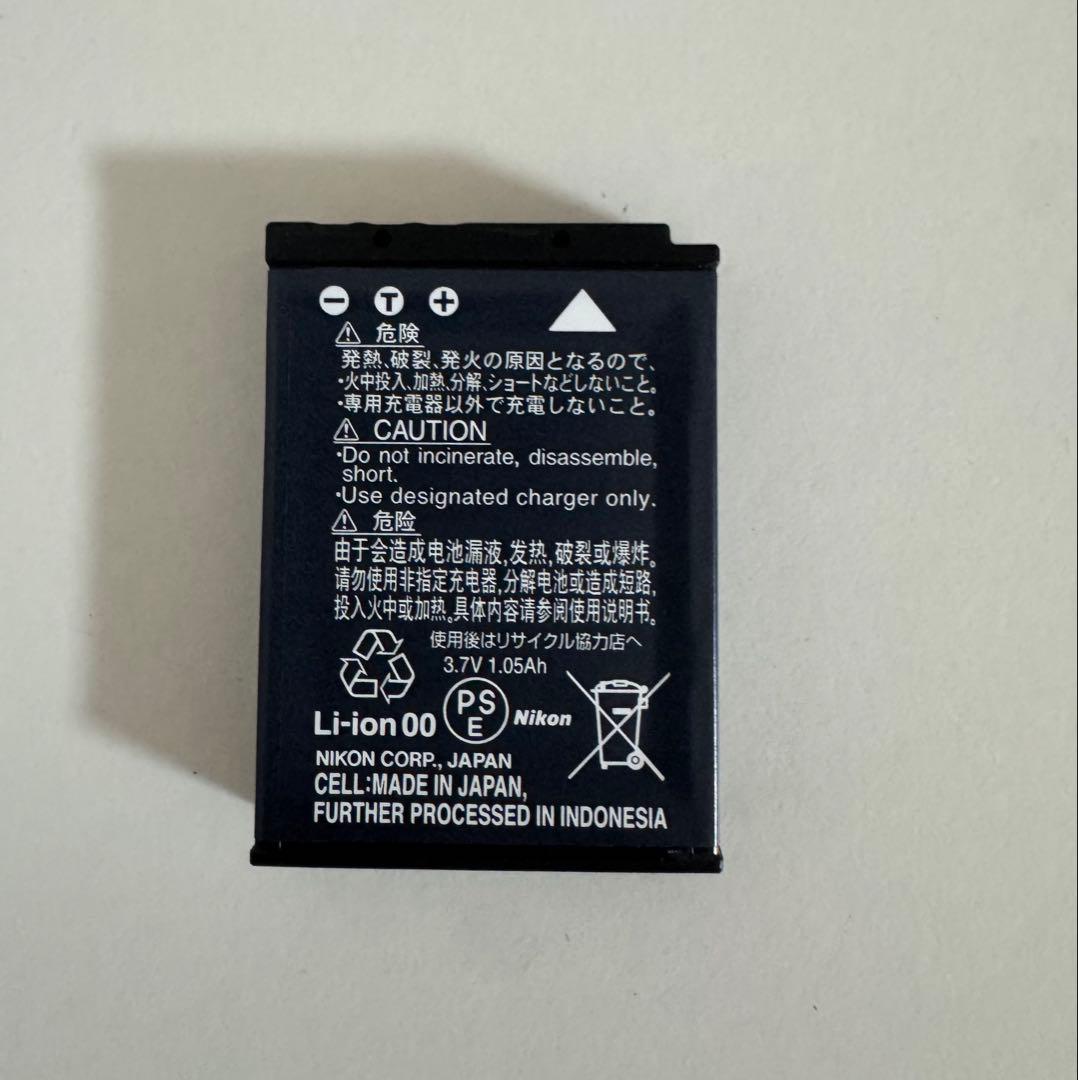 − T +
⚠ 危険
発熱、破裂、発火の原因となるので、
・火中投入、加熱、分解、ショートなどしないこと。
・専用充電器以外で充電しないこと。
⚠ CAUTION
・Do not incinerate, disassemble,
short.
・Use designated charger only.
⚠ 危险
由于会造成电池漏液,发热,破裂或爆炸。
请勿使用非指定充电器,分解电池或造成短路,
投入火中或加热。具体内容请参阅使用说明书。
使用後はリサイクル協力店へ
3.7V 1.05Ah
Li-ion 00
PS
E
Nikon
NIKON CORP., JAPAN
CELL:MADE IN JAPAN,
FURTHER PROCESSED IN INDONESIA